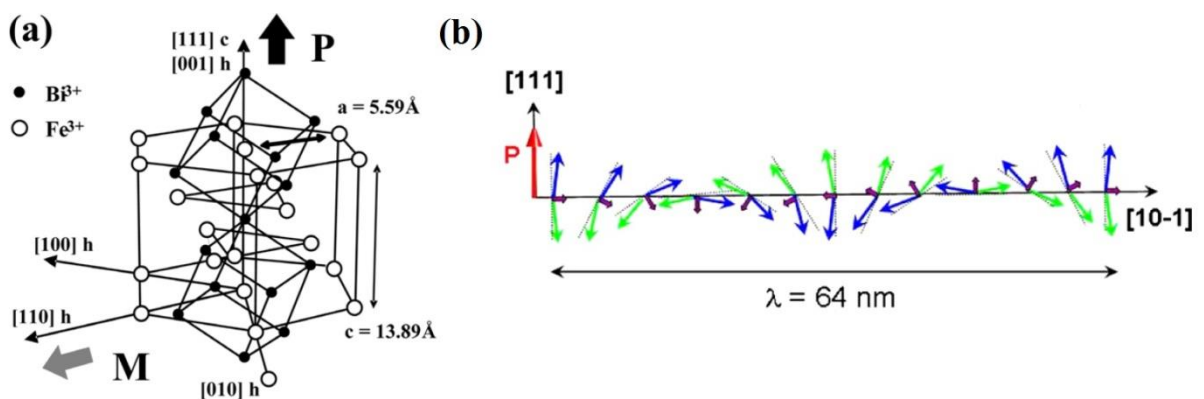 (a)
[111] c
[001] h
P
Bi³⁺
Fe³⁺
a = 5.59Å
[100] h
[110] h
M
c = 13.89Å
[010] h
(b)
[111]
P
[10-1]
λ = 64 nm